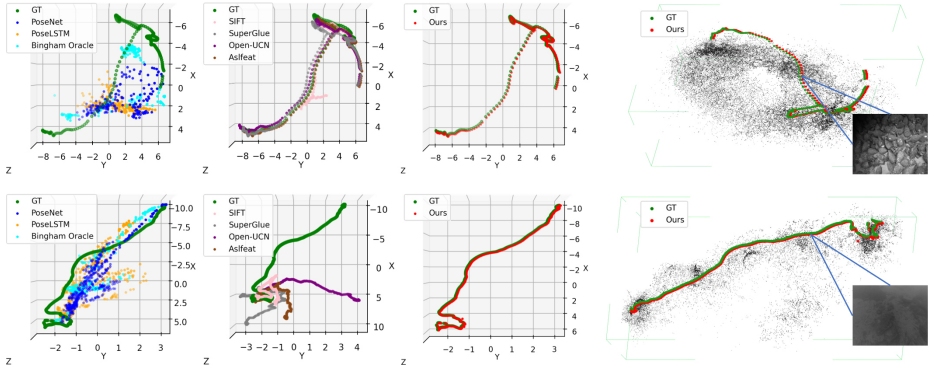 GT
PoseNet
PoseLSTM
Bingham Oracle
−6
−4
−2
0
2
4
X
−8 −6 −4 −2 0 2 4 6
Y
Z
GT
SIFT
SuperGlue
Open-UCN
Aslfeat
−6
−4
−2
0
2
4
X
−8 −6 −4 −2 0 2 4 6
Y
Z
GT
Ours
−6
−4
−2
0
2
4
X
−8 −6 −4 −2 0 2 4 6
Y
Z
GT
Ours
GT
PoseNet
PoseLSTM
Bingham Oracle
−10.0
−7.5
−5.0
−2.5
X
0.0
2.5
5.0
−2 −1 0 1 2 3
Y
Z
GT
SIFT
SuperGlue
Open-UCN
Aslfeat
−10
−5
0
X
5
10
−3 −2 −1 0 1 2 3 4
Y
Z
GT
Ours
−10
−8
−6
−4
−2
X
0
2
4
6
−2 −1 0 1 2 3
Y
Z
GT
Ours